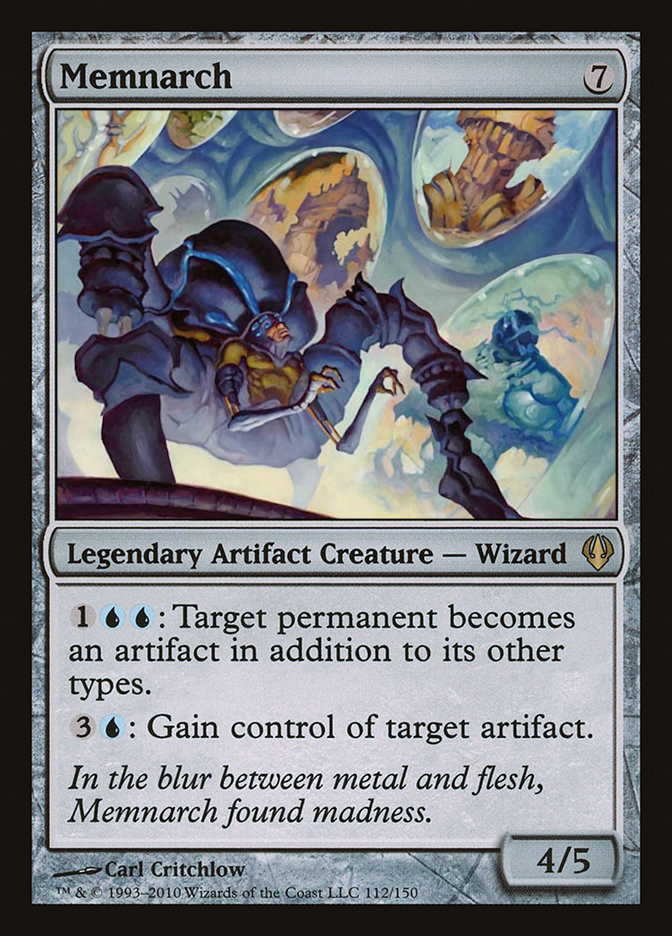 Memnarch 7
Legendary Artifact Creature — Wizard
1: Target permanent becomes
an artifact in addition to its other
types.
3: Gain control of target artifact.
In the blur between metal and flesh,
Memnarch found madness.
4/5
Carl Critchlow
™ & © 1993–2010 Wizards of the Coast LLC 112/150